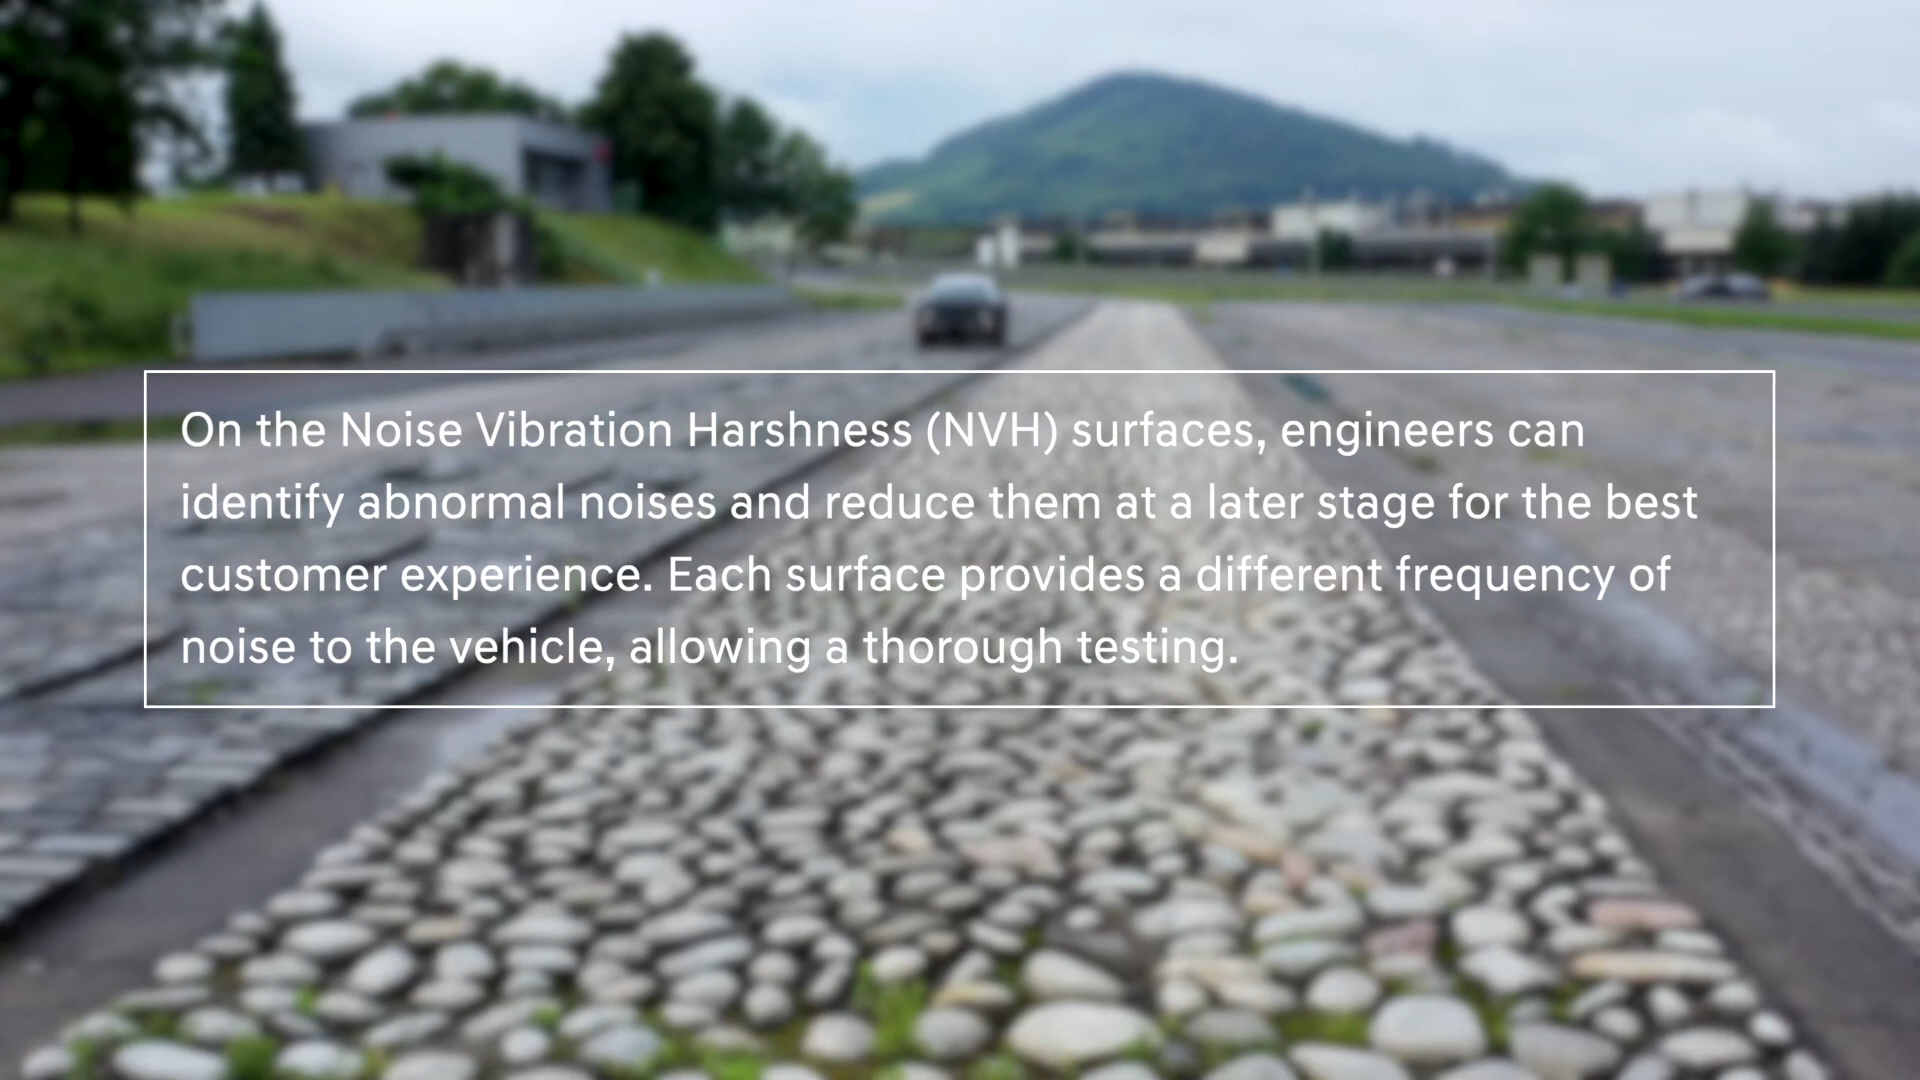 On the Noise Vibration Harshness (NVH) surfaces, engineers can
identify abnormal noises and reduce them at a later stage for the best
customer experience. Each surface provides a different frequency of
noise to the vehicle, allowing a thorough testing.